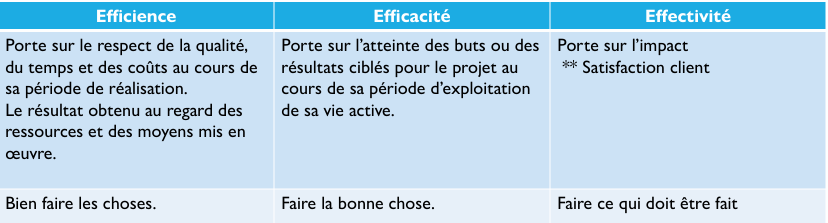 Efficience
Efficacité
Effectivité
Porte sur le respect de la qualité,
du temps et des coûts au cours de
sa période de réalisation.
Le résultat obtenu au regard des
ressources et des moyens mis en
œuvre.
Porte sur l’atteinte des buts ou des
résultats ciblés pour le projet au
cours de sa période d’exploitation
de sa vie active.
Porte sur l’impact
** Satisfaction client
Bien faire les choses.
Faire la bonne chose.
Faire ce qui doit être fait